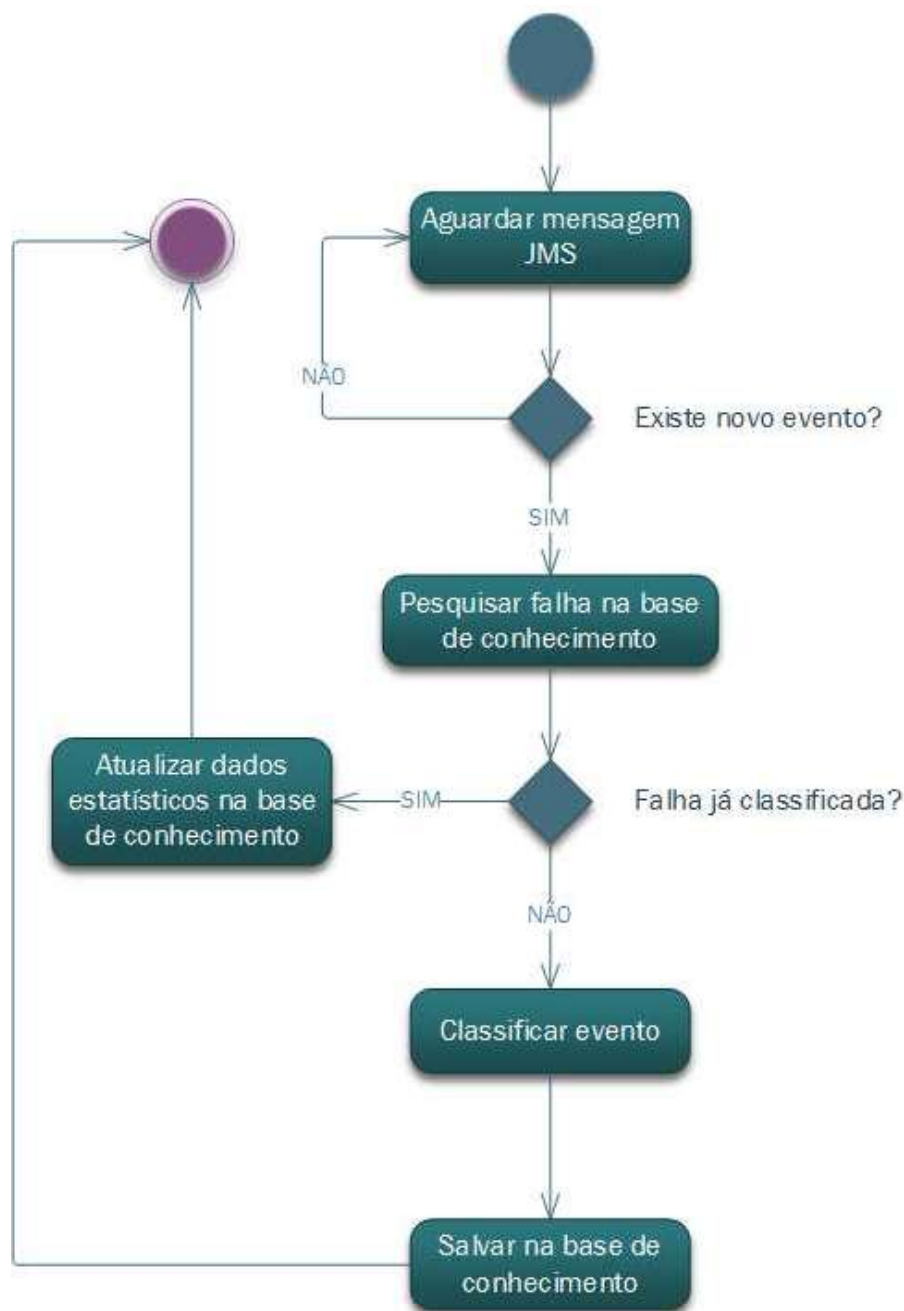 Aguardar mensagem
JMS
NÃO
Existe novo evento?
SIM
Pesquisar falha na base
de conhecimento
Atualizar dados
estatísticos na base
de conhecimento
SIM
Falha já classificada?
NÃO
Classificar evento
Salvar na base de
conhecimento